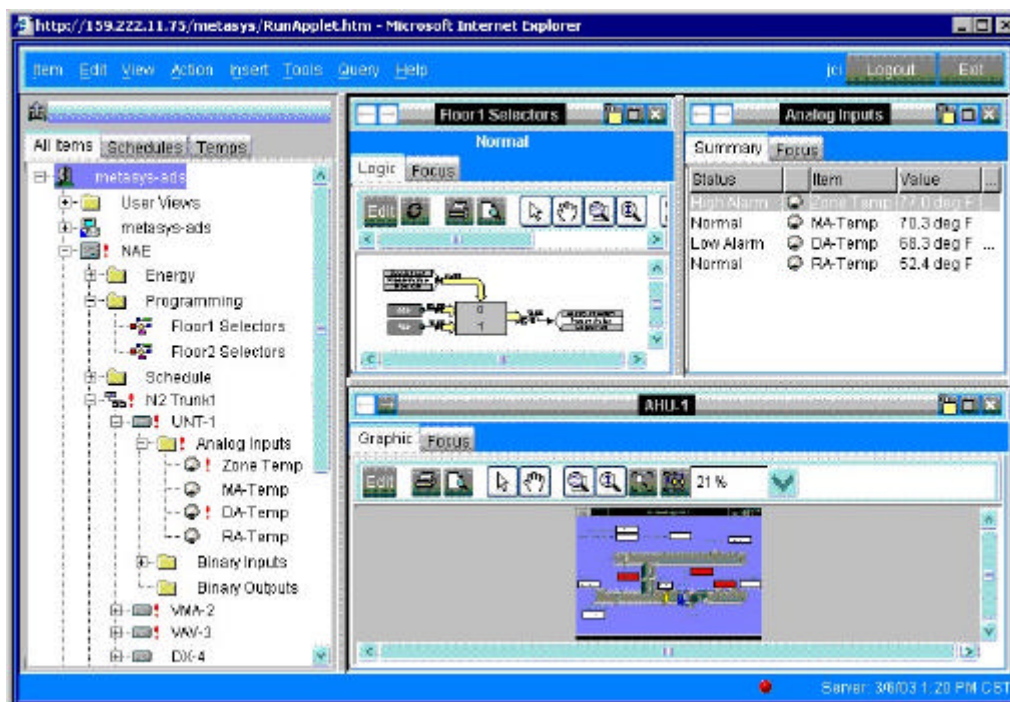 http://159.222.11.75/metasys/RunApplet.htm - Microsoft Internet Explorer
Item Edit View Action Insert Tools Query Help
jci Logout Exit
All Items Schedules Temps
metasys-ads
User Views
metasys-ads
NAE
Energy
Programming
Floor1 Selectors
Floor2 Selectors
Schedule
N2 Trunk1
UNT-1
Analog Inputs
Zone Temp
MA-Temp
DA-Temp
RA-Temp
Binary Inputs
Binary Outputs
VMA-2
VAV-3
DX-4
Floor1 Selectors
Normal
Logic Focus
Edit
0
1
Analog Inputs
Summary Focus
Status Item Value ...
High Alarm Zone Temp 77.0 deg F
Normal MA-Temp 70.3 deg F
Low Alarm DA-Temp 68.3 deg F ...
Normal RA-Temp 52.4 deg F
AHU-1
Graphic Focus
Edit 21 %
Server: 3/6/03 1:20 PM CST